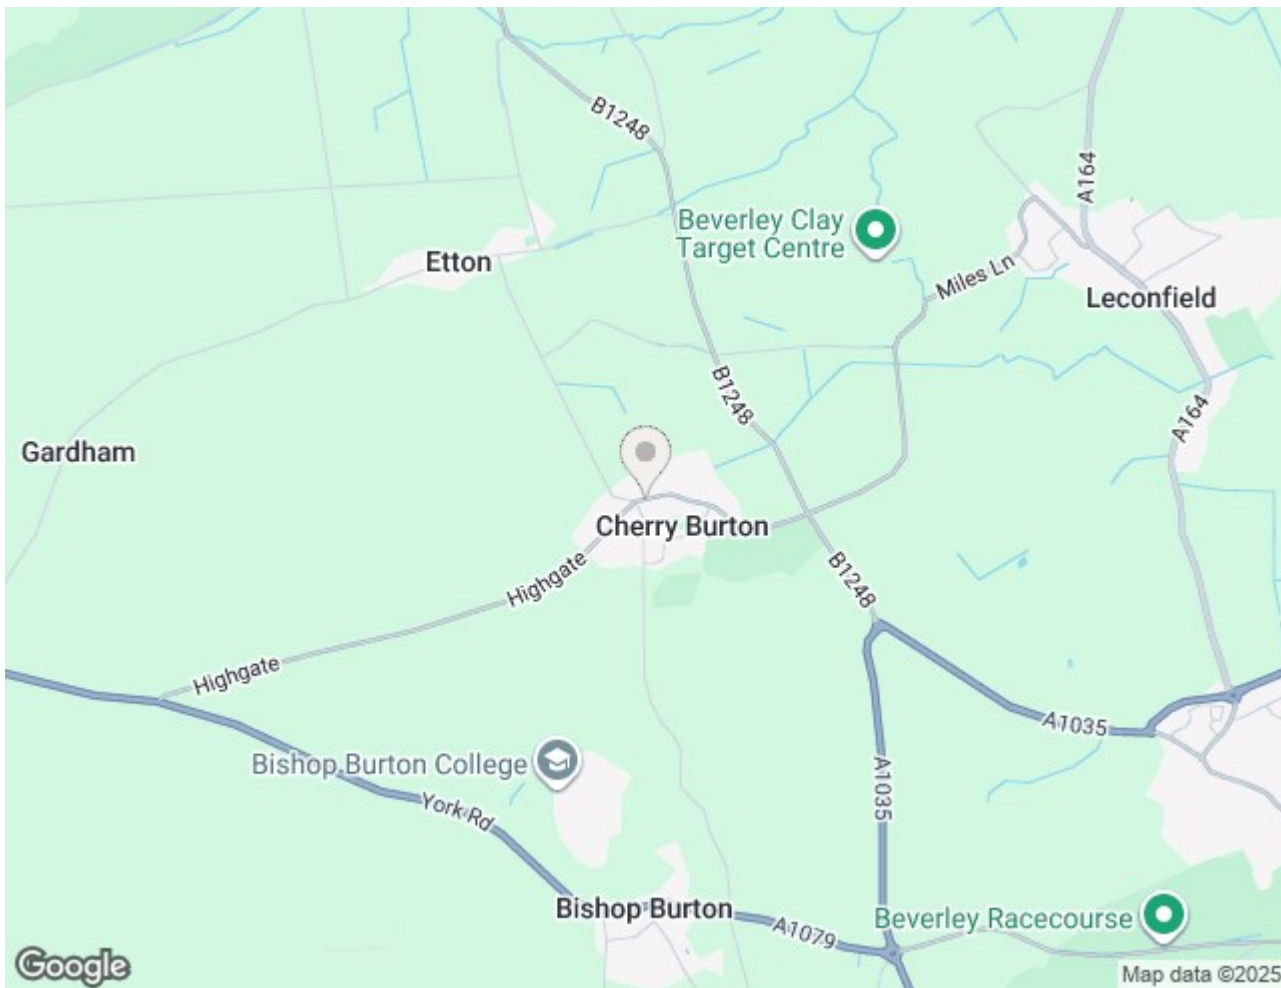 B1248
A164
Beverley Clay
Target Centre
Etton
Miles Ln
Leconfield
B1248
A164
Gardham
Cherry Burton
Highgate
B1248
Highgate
A1035
Bishop Burton College
A1035
York Rd
Bishop Burton
A1079
Beverley Racecourse
Google
Map data ©2025